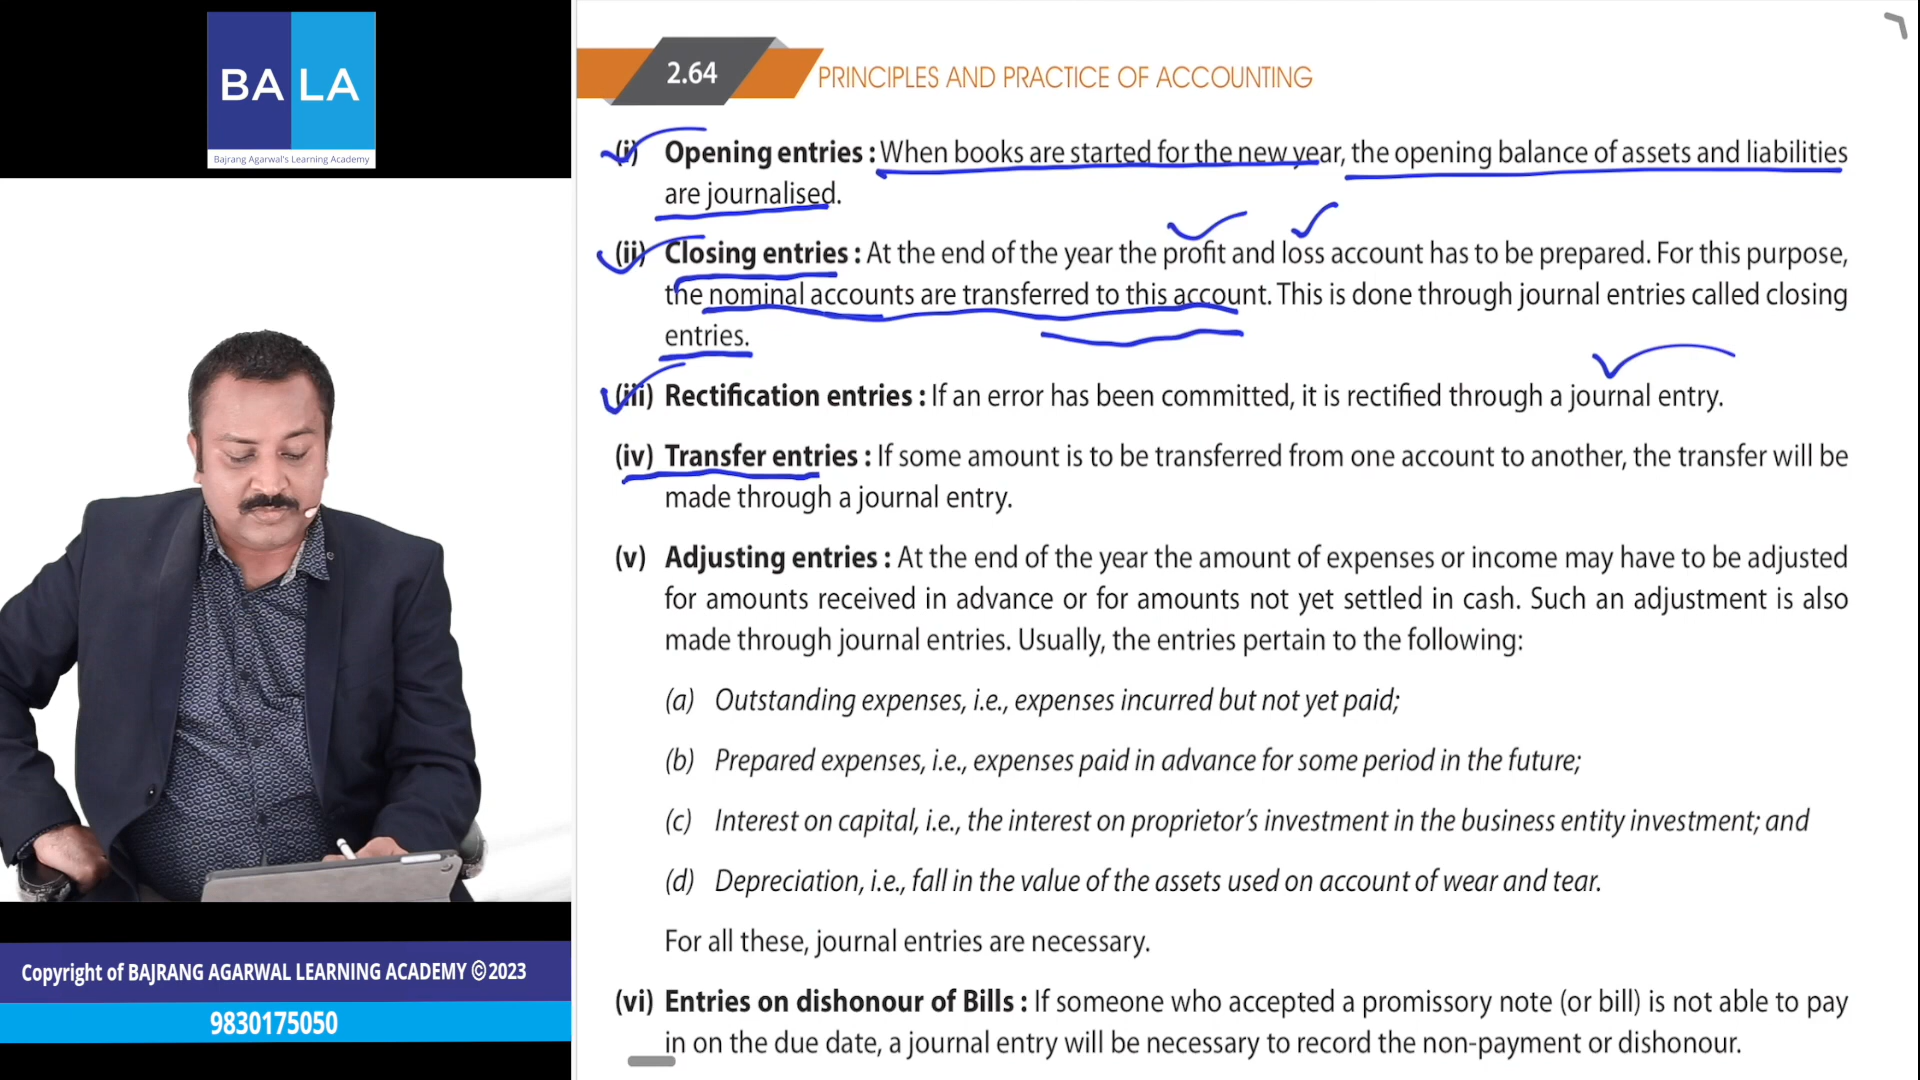 BALA
Bajrang Agarwal's Learning Academy
2.64 PRINCIPLES AND PRACTICE OF ACCOUNTING
(i) Opening entries : When books are started for the new year, the opening balance of assets and liabilities
are journalised.
(ii) Closing entries : At the end of the year the profit and loss account has to be prepared. For this purpose,
the nominal accounts are transferred to this account. This is done through journal entries called closing
entries.
(iii) Rectification entries : If an error has been committed, it is rectified through a journal entry.
(iv) Transfer entries : If some amount is to be transferred from one account to another, the transfer will be
made through a journal entry.
(v) Adjusting entries : At the end of the year the amount of expenses or income may have to be adjusted
for amounts received in advance or for amounts not yet settled in cash. Such an adjustment is also
made through journal entries. Usually, the entries pertain to the following:
(a) Outstanding expenses, i.e., expenses incurred but not yet paid;
(b) Prepared expenses, i.e., expenses paid in advance for some period in the future;
(c) Interest on capital, i.e., the interest on proprietor's investment in the business entity investment; and
(d) Depreciation, i.e., fall in the value of the assets used on account of wear and tear.
For all these, journal entries are necessary.
(vi) Entries on dishonour of Bills : If someone who accepted a promissory note (or bill) is not able to pay
in on the due date, a journal entry will be necessary to record the non-payment or dishonour.
Copyright of BAJRANG AGARWAL LEARNING ACADEMY ©2023
9830175050